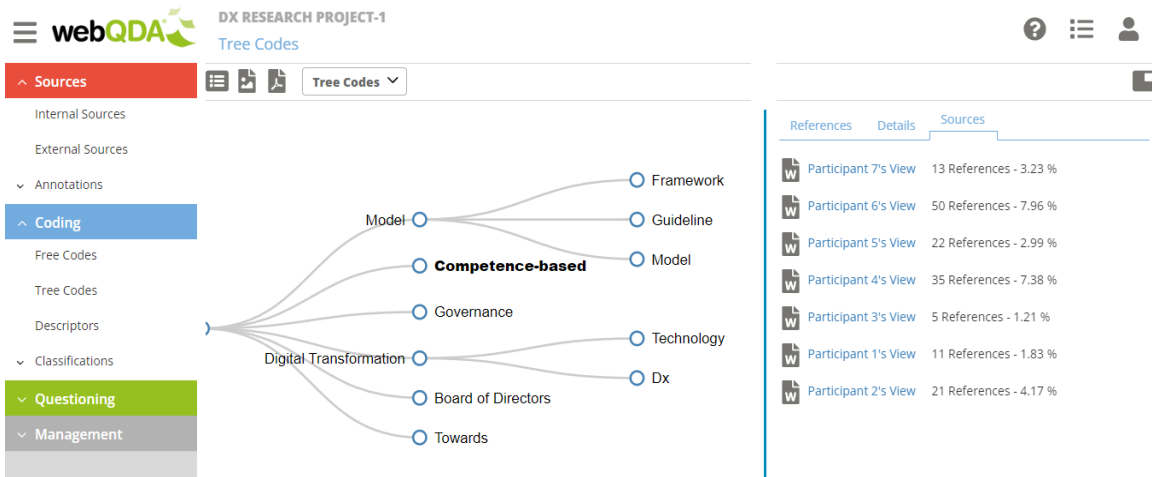 webQDA
DX RESEARCH PROJECT-1
Tree Codes
Sources
Internal Sources
External Sources
Annotations
Coding
Free Codes
Tree Codes
Descriptors
Classifications
Questioning
Management
Tree Codes
Model
Framework
Guideline
Model
Competence-based
Governance
Digital Transformation
Technology
Dx
Board of Directors
Towards
References Details Sources
W Participant 7's View 13 References - 3.23 %
W Participant 6's View 50 References - 7.96 %
W Participant 5's View 22 References - 2.99 %
W Participant 4's View 35 References - 7.38 %
W Participant 3's View 5 References - 1.21 %
W Participant 1's View 11 References - 1.83 %
W Participant 2's View 21 References - 4.17 %